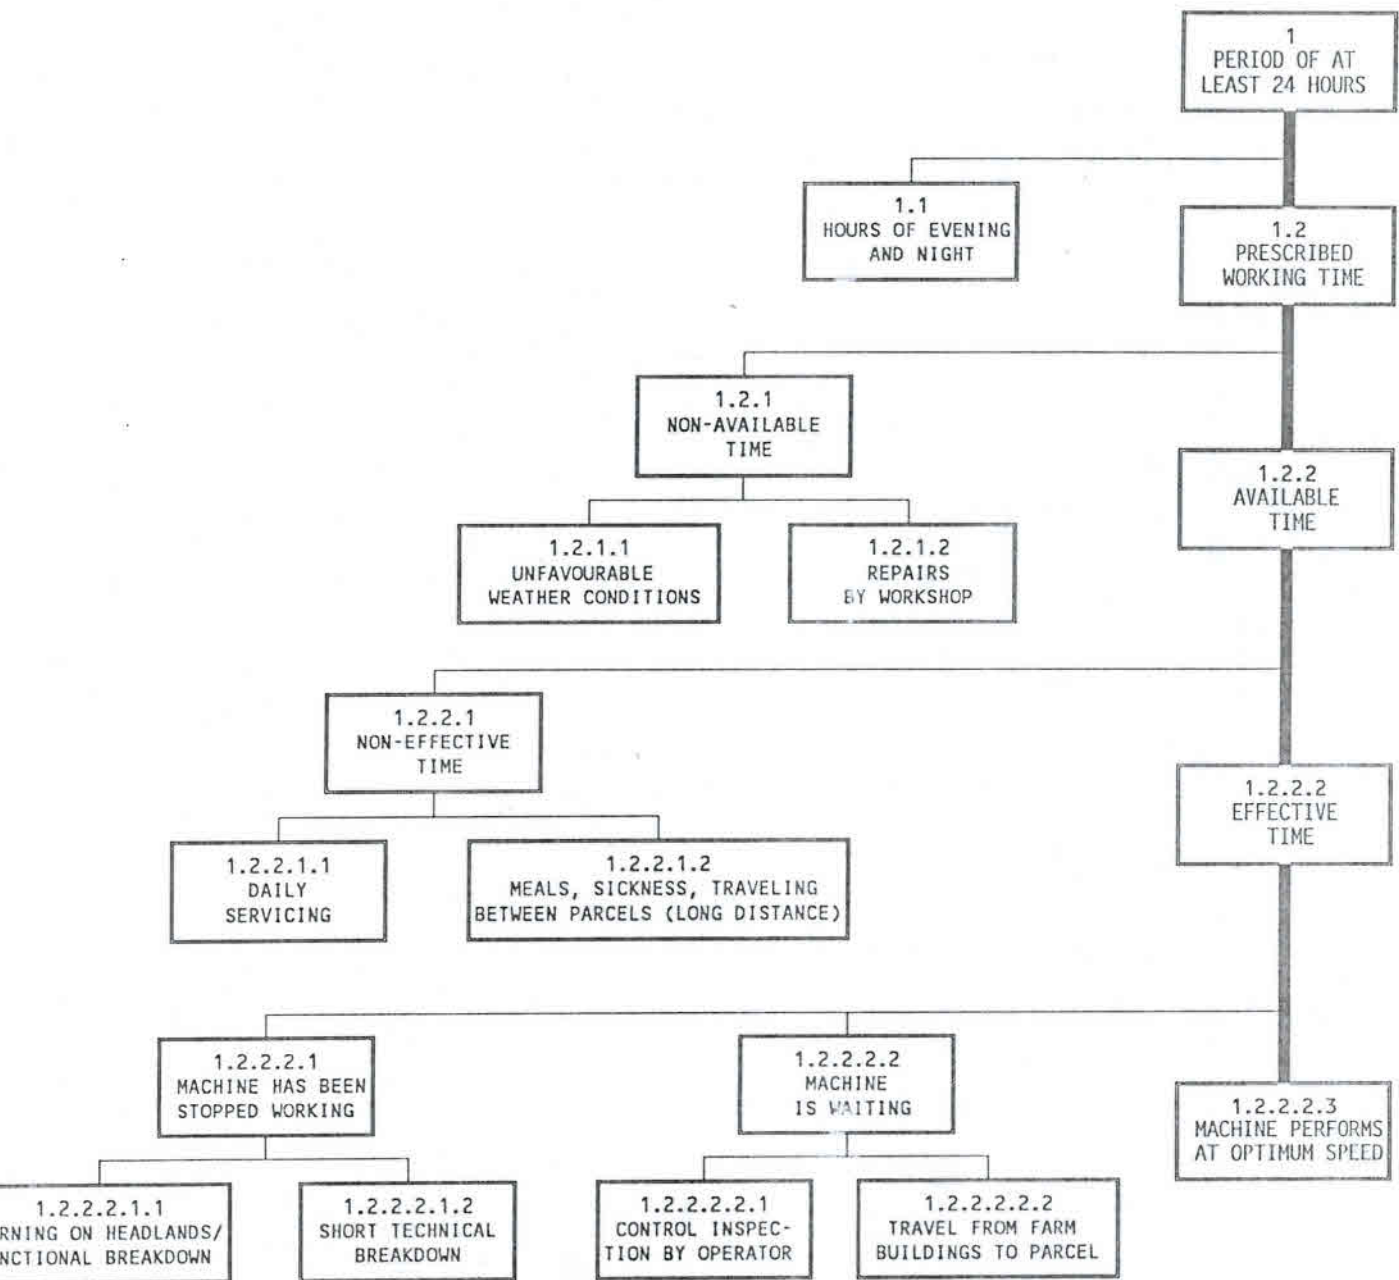 1
PERIOD OF AT
LEAST 24 HOURS
1.1
HOURS OF EVENING
AND NIGHT
1.2
PRESCRIBED
WORKING TIME
1.2.1
NON-AVAILABLE
TIME
1.2.2
AVAILABLE
TIME
1.2.1.1
UNFAVOURABLE
WEATHER CONDITIONS
1.2.1.2
REPAIRS
BY WORKSHOP
1.2.2.1
NON-EFFECTIVE
TIME
1.2.2.2
EFFECTIVE
TIME
1.2.2.1.1
DAILY
SERVICING
1.2.2.1.2
MEALS, SICKNESS, TRAVELING
BETWEEN PARCELS (LONG DISTANCE)
1.2.2.2.1
MACHINE HAS BEEN
STOPPED WORKING
1.2.2.2.2
MACHINE
IS WAITING
1.2.2.2.3
MACHINE PERFORMS
AT OPTIMUM SPEED
1.2.2.2.1.1
RNING ON HEADLANDS/
NCTIONAL BREAKDOWN
1.2.2.2.1.2
SHORT TECHNICAL
BREAKDOWN
1.2.2.2.2.1
CONTROL INSPEC-
TION BY OPERATOR
1.2.2.2.2.2
TRAVEL FROM FARM
BUILDINGS TO PARCEL